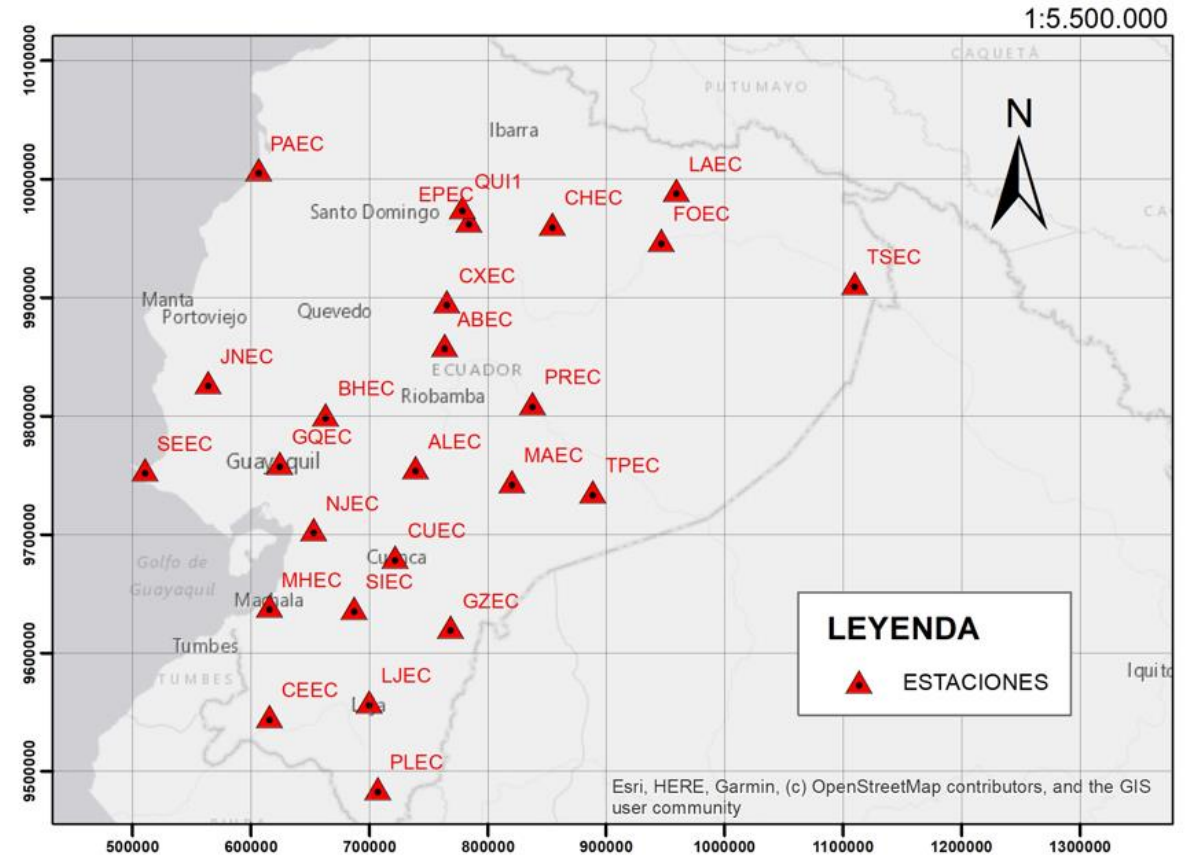 1:5.500.000
CAQUETÁ
PUTUMAYO
N
Ibarra
PAEC
LAEC
QUI1
EPEC
CHEC
Santo Domingo
FOEC
TSEC
CXEC
Manta
Portoviejo
Quevedo
ABEC
JNEC
ECUADOR
PREC
BHEC
Riobamba
SEEC
GQEC
ALEC
Guayaquil
MAEC
TPEC
NJEC
CUEC
Cuenca
Golfo de
Guayaquil
MHEC
SIEC
Machala
GZEC
Tumbes
TUMBES
LJEC
CEEC
Loja
PLEC
LEYENDA
ESTACIONES
Iquito
Esri, HERE, Garmin, (c) OpenStreetMap contributors, and the GIS
user community
10100000
10000000
9900000
9800000
9700000
9600000
9500000
500000
600000
700000
800000
900000
1000000
1100000
1200000
1300000